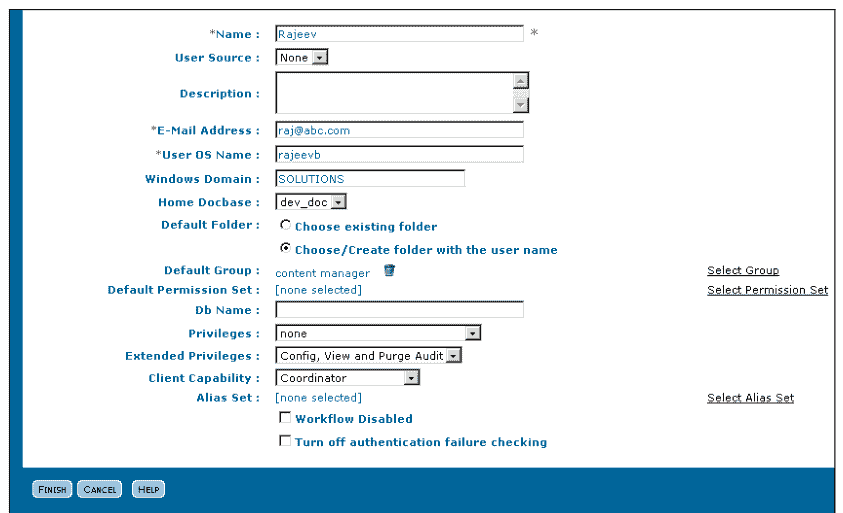 *Name : Rajeev *
User Source : None
Description :
*E-Mail Address : raj@abc.com
*User OS Name : rajeevb
Windows Domain : SOLUTIONS
Home Docbase : dev_doc
Default Folder : Choose existing folder
Choose/Create folder with the user name
Default Group : content manager Select Group
Default Permission Set : [none selected] Select Permission Set
Db Name :
Privileges : none
Extended Privileges : Config, View and Purge Audit
Client Capability : Coordinator
Alias Set : [none selected] Select Alias Set
Workflow Disabled
Turn off authentication failure checking
FINISH CANCEL HELP